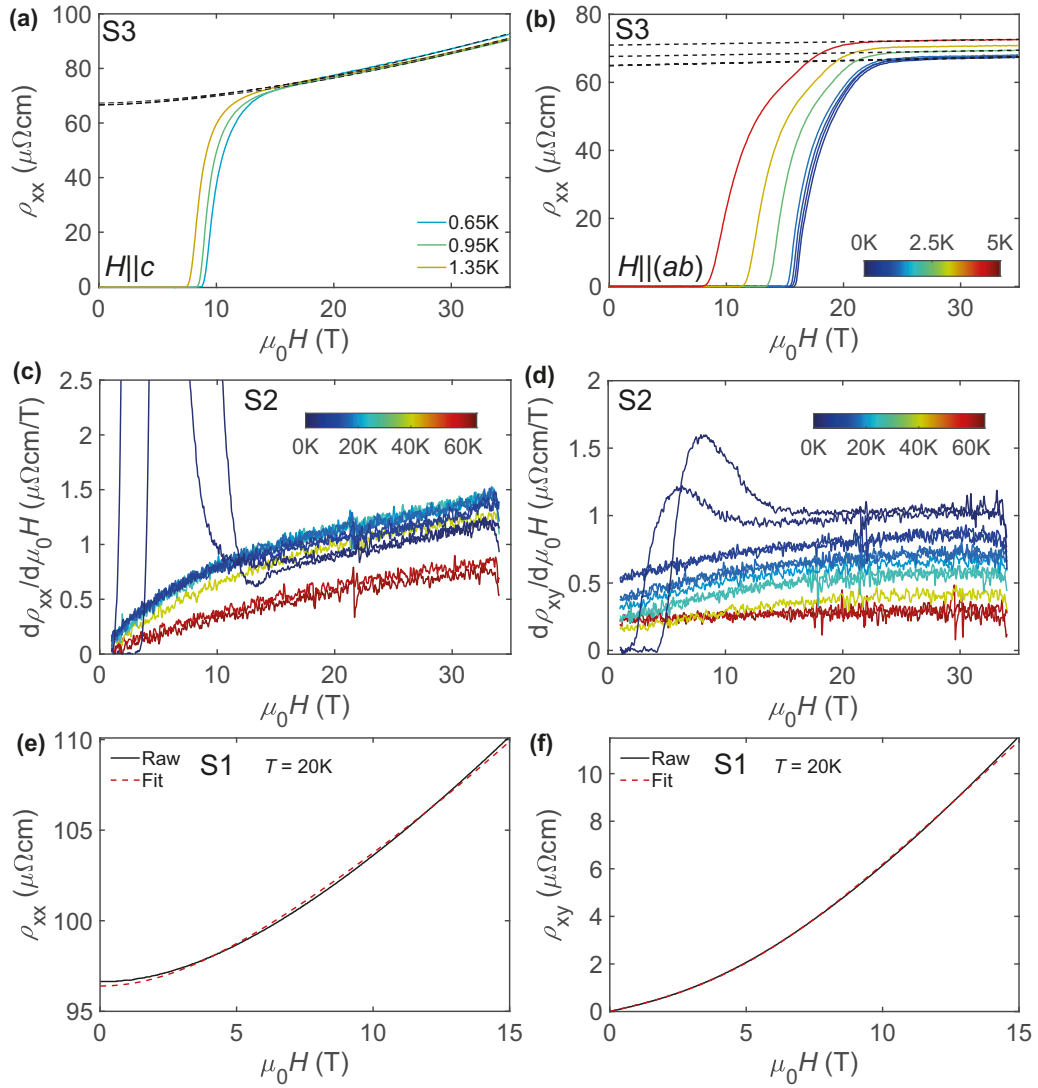 (a)
S3
100
80
60
40
20
0
ρxx (μΩcm)
0.65K
0.95K
1.35K
H||c
0 10 20 30
μ0H (T)
(b)
S3
80
60
40
20
0
ρxx (μΩcm)
0K 2.5K 5K
H||(ab)
0 10 20 30
μ0H (T)
(c)
S2
2.5
2
1.5
1
0.5
0
dρxx/dμ0H (μΩcm/T)
0K 20K 40K 60K
0 10 20 30
μ0H (T)
(d)
S2
2
1.5
1
0.5
0
dρxy/dμ0H (μΩcm/T)
0K 20K 40K 60K
0 10 20 30
μ0H (T)
(e)
110
105
100
95
ρxx (μΩcm)
Raw
Fit
S1 T = 20K
0 5 10 15
μ0H (T)
(f)
10
8
6
4
2
0
ρxy (μΩcm)
Raw
Fit
S1 T = 20K
0 5 10 15
μ0H (T)